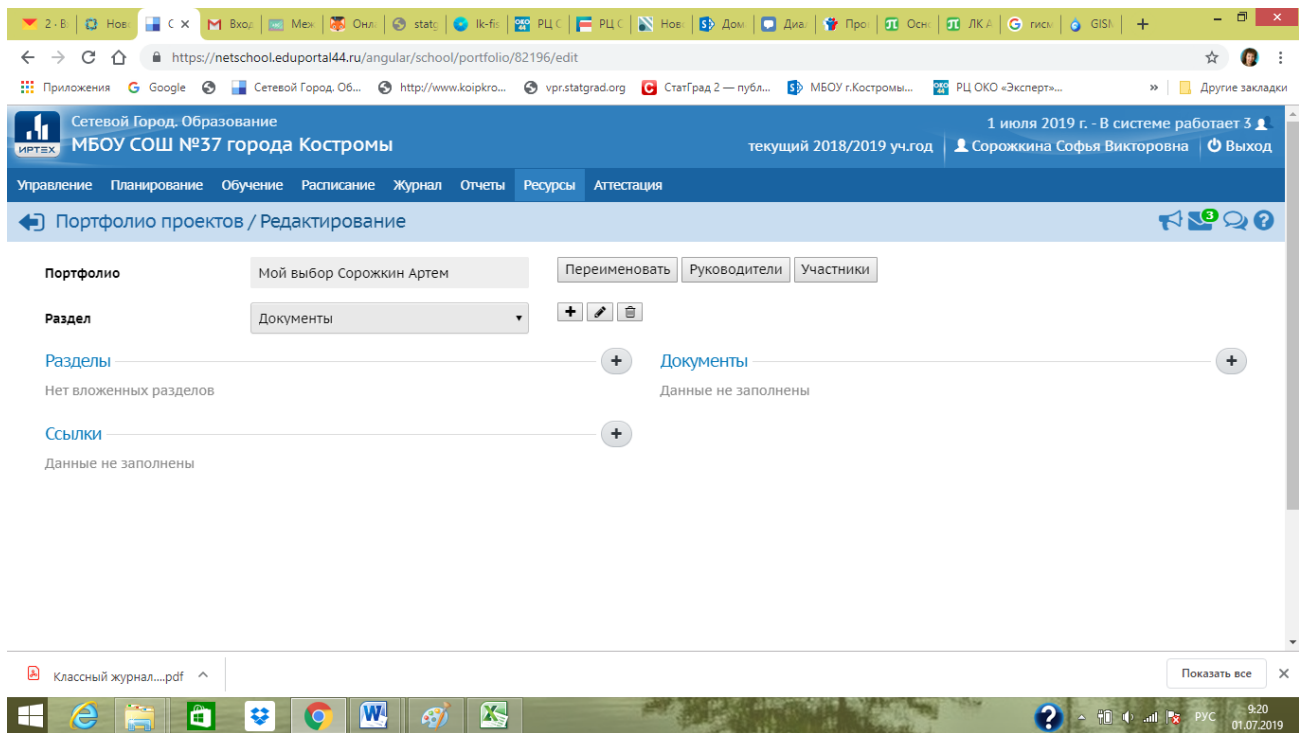 2 - В Нов С Вход Меж Онл statg lk-fis РЦ С РЦ С Нов Дом Диа Про Осн ЛК А гисм GISM
https://netschool.eduportal44.ru/angular/school/portfolio/82196/edit
Приложения Google Сетевой Город. Об... http://www.koipkro... vpr.statgrad.org СтатГрад 2 — публ... МБОУ г.Костромы... РЦ ОКО «Эксперт»... » Другие закладки
Сетевой Город. Образование 1 июля 2019 г. - В системе работает 3
ИРТЕХ МБОУ СОШ №37 города Костромы текущий 2018/2019 уч.год Сорожкина Софья Викторовна Выход
Управление Планирование Обучение Расписание Журнал Отчеты Ресурсы Аттестация
Портфолио проектов / Редактирование 3
Портфолио Мой выбор Сорожкин Артем Переименовать Руководители Участники
Раздел Документы
Разделы Документы
Нет вложенных разделов Данные не заполнены
Ссылки
Данные не заполнены
Классный журнал....pdf Показать все
РУС 9:20
01.07.2019